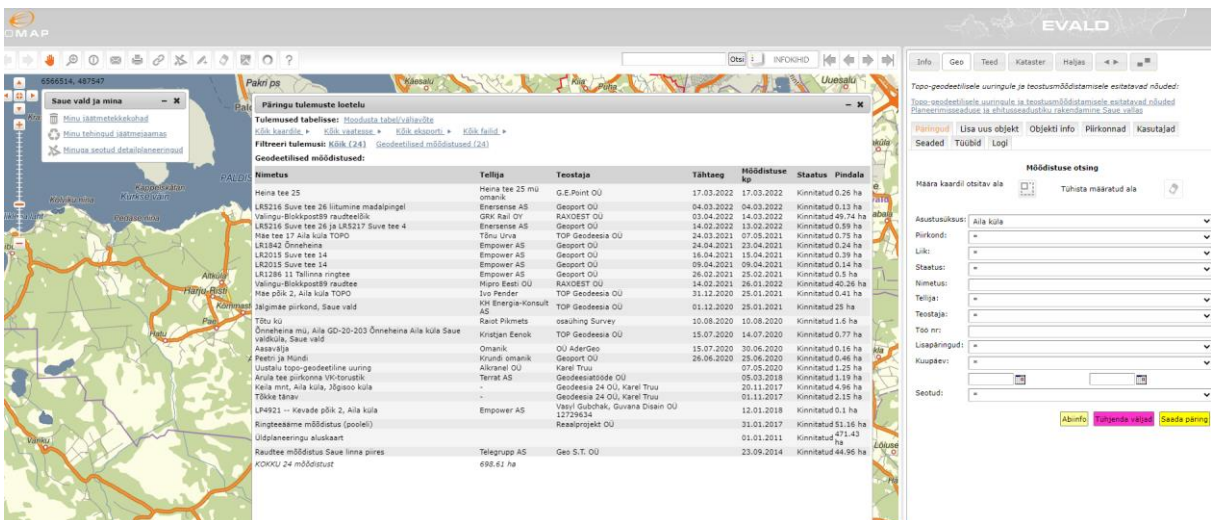 OMAP
EVALD
Otsi
INFOKIHID
6566514, 487547
Pakri ps
Käesalu
Kiia
Puha
Uuesalu
Saue vald ja mina
Minu jäätmetekkekohad
Minu tehingud jäätmejaamas
Minuga seotud detailplaneeringud
PALDIS
Kappelskatan
Kurkse väin
Pedase nina
Altküla
Harju-Risti
Kõmmast
Pae
Hatu
Vanku
Päringu tulemuste loetelu
Tulemused tabelisse: Moodusta tabel/väljavõte
Kõik kaardile Kõik vaatesse Kõik eksporti Kõik failid
Filtreeri tulemusi: Kõik (24) Geodeetilised mõõdistused (24)
Geodeetilised mõõdistused:
Nimetus Tellija Teostaja Tähtaeg Mõõdistuse kp Staatus Pindala
Heina tee 25 Heina tee 25 mü omanik G.E.Point OÜ 17.03.2022 17.03.2022 Kinnitatud 0.26 ha
LR5216 Suve tee 26 liitumine madalpingel Enersense AS Geoport OÜ 04.03.2022 04.03.2022 Kinnitatud 0.13 ha
Valingu-Blokkpost89 raudteelõik GRK Rail OY RAXOEST OÜ 03.04.2022 14.03.2022 Kinnitatud 49.74 ha
LR5216 Suve tee 26 ja LR5217 Suve tee 4 Enersense AS Geoport OÜ 14.02.2022 13.02.2022 Kinnitatud 0.59 ha
Mäe tee 17 Aila küla TOPO Tõnu Urva TOP Geodeesia OÜ 24.03.2021 07.05.2021 Kinnitatud 0.75 ha
LR1842 Õnneheina Empower AS Geoport OÜ 24.04.2021 23.04.2021 Kinnitatud 0.24 ha
LR2015 Suve tee 14 Empower AS Geoport OÜ 16.04.2021 15.04.2021 Kinnitatud 0.39 ha
LR2015 Suve tee 14 Empower AS Geoport OÜ 09.04.2021 09.04.2021 Kinnitatud 0.14 ha
LR1286 11 Tallinna ringtee Empower AS Geoport OÜ 26.02.2021 25.02.2021 Kinnitatud 0.5 ha
Valingu-Blokkpost89 raudtee Mipro Eesti OÜ RAXOEST OÜ 14.02.2021 26.01.2022 Kinnitatud 40.26 ha
Mäe põik 2, Aila küla TOPO Ivo Pender TOP Geodeesia OÜ 31.12.2020 25.01.2021 Kinnitatud 0.41 ha
Jälgimäe piirkond, Saue vald KH Energia-Konsult AS TOP Geodeesia OÜ 01.12.2020 25.01.2021 Kinnitatud 25 ha
Tõtu kü Raiot Pikmets osaühing Survey 10.08.2020 10.08.2020 Kinnitatud 1.6 ha
Õnneheina mü, Aila GD-20-203 Õnneheina Aila küla Saue valdküla, Saue vald Kristjan Eenok TOP Geodeesia OÜ 15.07.2020 14.07.2020 Kinnitatud 0.77 ha
Aasavälja Omanik OÜ AderGeo 15.07.2020 30.06.2020 Kinnitatud 0.16 ha
Peetri ja Mündi Krundi omanik Geoport OÜ 26.06.2020 25.06.2020 Kinnitatud 0.46 ha
Uustalu topo-geodeetiline uuring Alkranel OÜ Karel Truu 07.05.2020 Kinnitatud 1.25 ha
Arula tee piirkonna VK-torustik Terrat AS Geodeesiatööde OÜ 05.03.2018 Kinnitatud 1.19 ha
Keila mnt, Aila küla, Jõgisoo küla - Geodeesia 24 OÜ, Karel Truu 20.11.2017 Kinnitatud 4.96 ha
Tõkke tänav - Geodeesia 24 OÜ, Karel Truu 01.11.2017 Kinnitatud 2.15 ha
LP4921 -- Kevade põik 2, Aila küla Empower AS Vasyl Gubchak, Guvana Disain OÜ 12729634 12.01.2018 Kinnitatud 0.1 ha
Ringteeäärne mõõdistus (pooleli) Reaalprojekt OÜ 31.01.2017 Kinnitatud 51.16 ha
Üldplaneeringu aluskaart 01.01.2011 Kinnitatud 471.43 ha
Raudtee mõõdistus Saue linna piires Telegrupp AS Geo S.T. OÜ 23.09.2014 Kinnitatud 44.96 ha
KOKKU 24 mõõdistust 698.61 ha
Info Geo Teed Kataster Haljas
Topo-geodeetilisele uuringule ja teostusmõõdistamisele esitatavad nõuded:
Topo-geodeetilisele uuringule ja teostusmõõdistamisele esitatavad nõuded
Planeerimisseaduse ja ehitusseadustiku rakendamine Saue vallas
Päringud Lisa uus objekt Objekti info Piirkonnad Kasutajad
Seaded Tüübid Logi
Mõõdistuse otsing
Määra kaardil otsitav ala Tühista määratud ala
Asustusüksus: Aila küla
Piirkond: *
Liik: *
Staatus: *
Nimetus:
Tellija: *
Teostaja: *
Töö nr:
Lisapäringud: *
Kuupäev: *
Seotud: *
Abiinfo Tühjenda väljad Saada päring